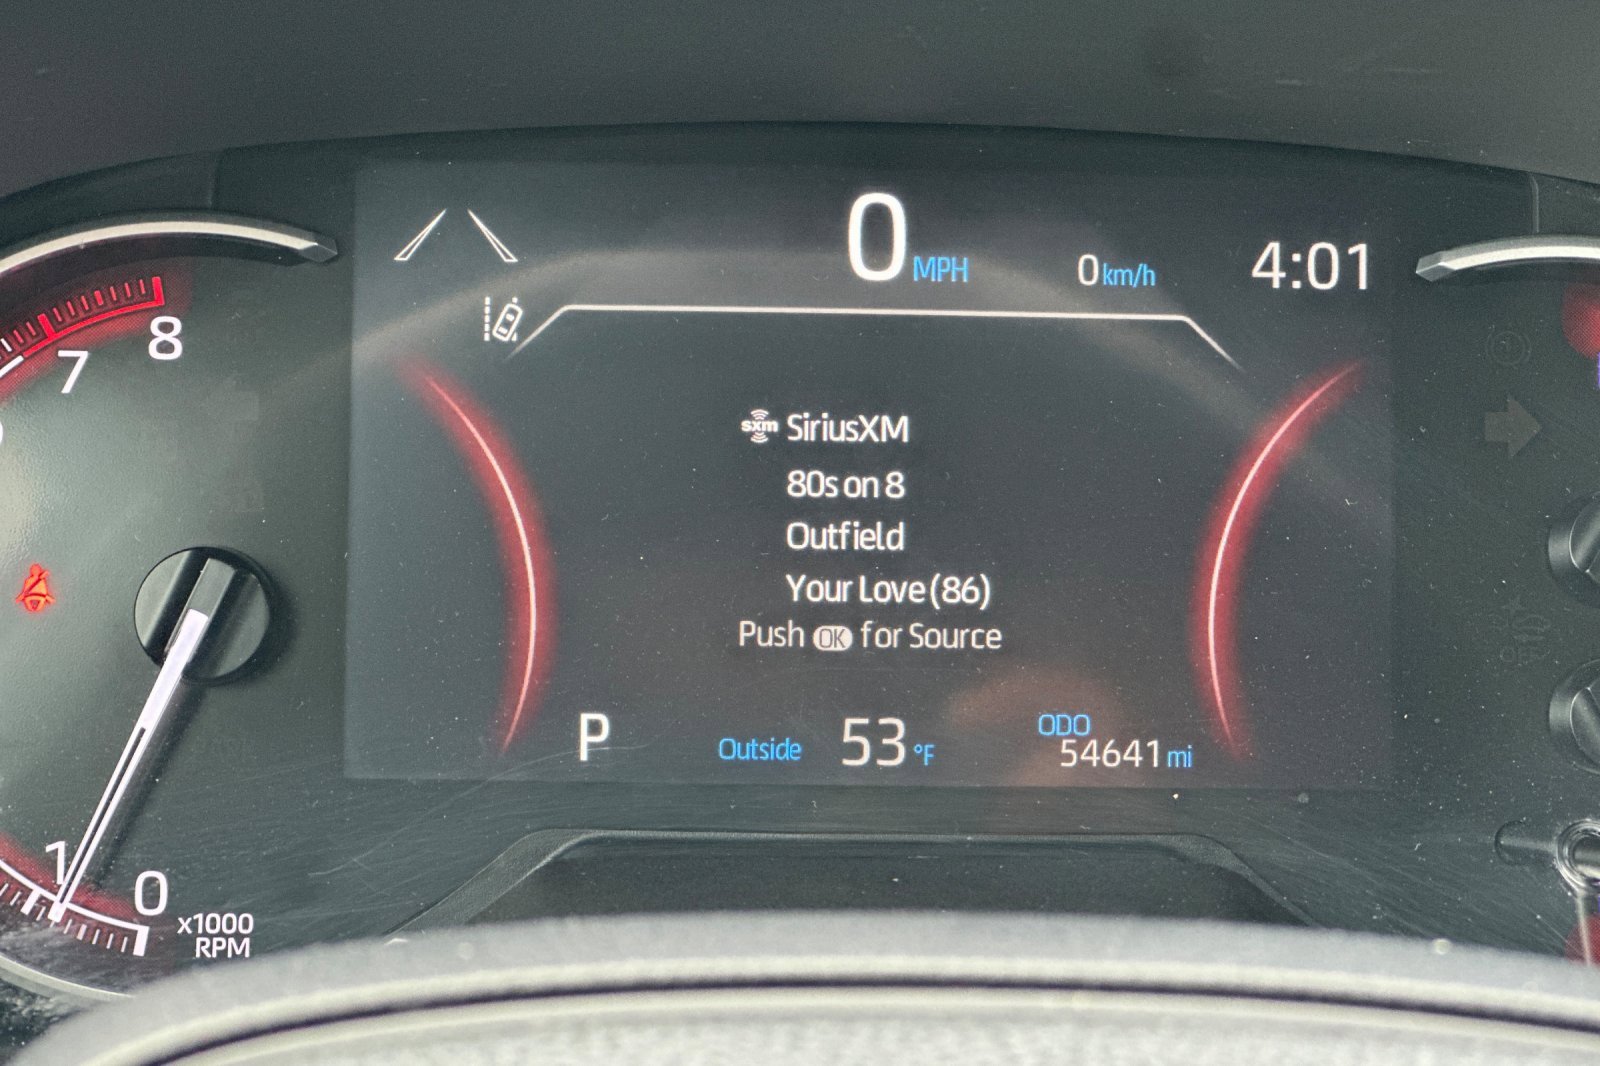 0 MPH 0 km/h 4:01
8
7
sxm SiriusXM
80s on 8
Outfield
Your Love (86)
Push OK for Source
P Outside 53 °F ODO
54641 mi
1
0
x1000
RPM